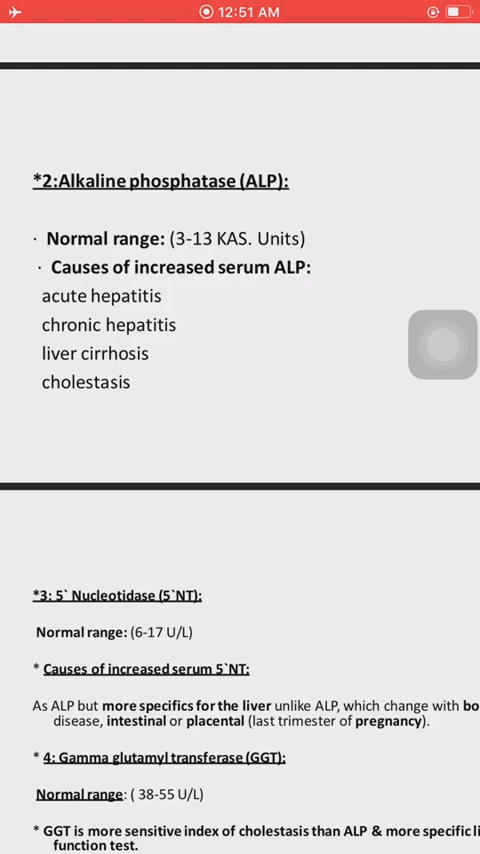 12:51 AM
*2:Alkaline phosphatase (ALP):
· Normal range: (3-13 KAS. Units)
· Causes of increased serum ALP:
acute hepatitis
chronic hepatitis
liver cirrhosis
cholestasis
*3: 5` Nucleotidase (5`NT):
Normal range: (6-17 U/L)
* Causes of increased serum 5`NT:
As ALP but more specifics for the liver unlike ALP, which change with bo
disease, intestinal or placental (last trimester of pregnancy).
* 4: Gamma glutamyl transferase (GGT):
Normal range: ( 38-55 U/L)
* GGT is more sensitive index of cholestasis than ALP & more specific li
function test.